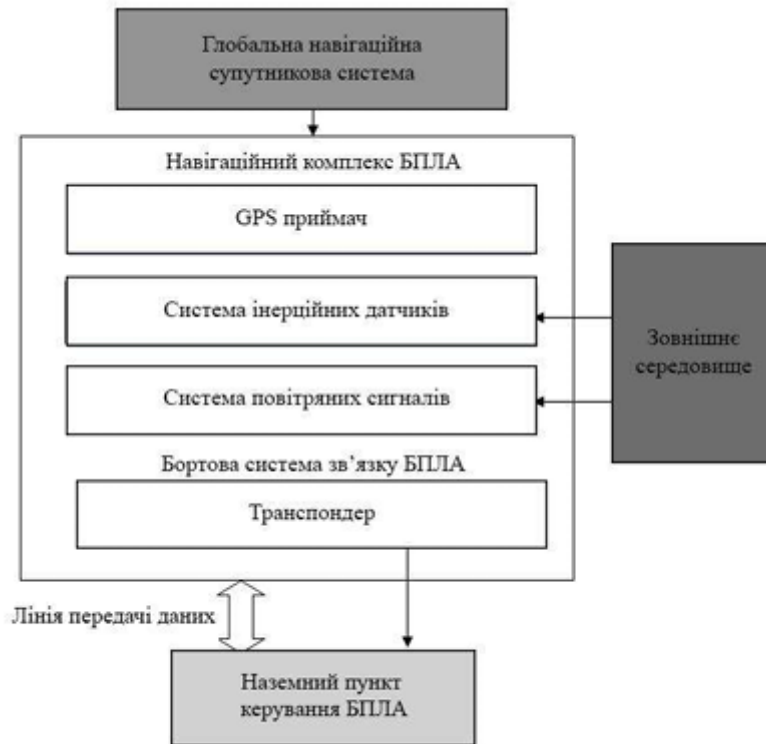 Глобальна навігаційна
супутникова система
Навігаційний комплекс БПЛА
GPS приймач
Система інерційних датчиків
Зовнішнє
середовище
Система повітряних сигналів
Бортова система зв’язку БПЛА
Транспондер
Лінія передачі даних
Наземний пункт
керування БПЛА